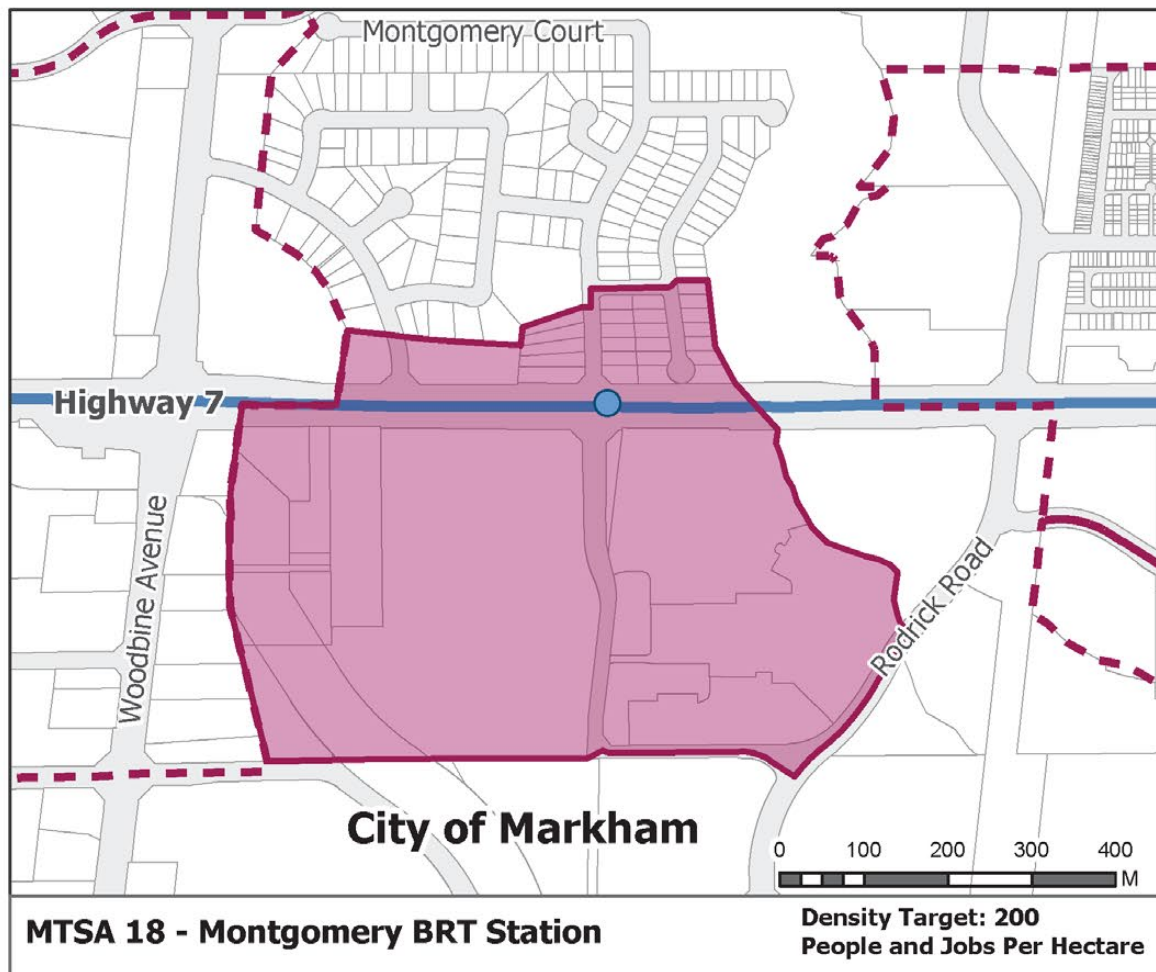 Montgomery Court
Highway 7
Woodbine Avenue
Rodrick Road
City of Markham
0 100 200 300 400
M
MTSA 18 - Montgomery BRT Station
Density Target: 200
People and Jobs Per Hectare